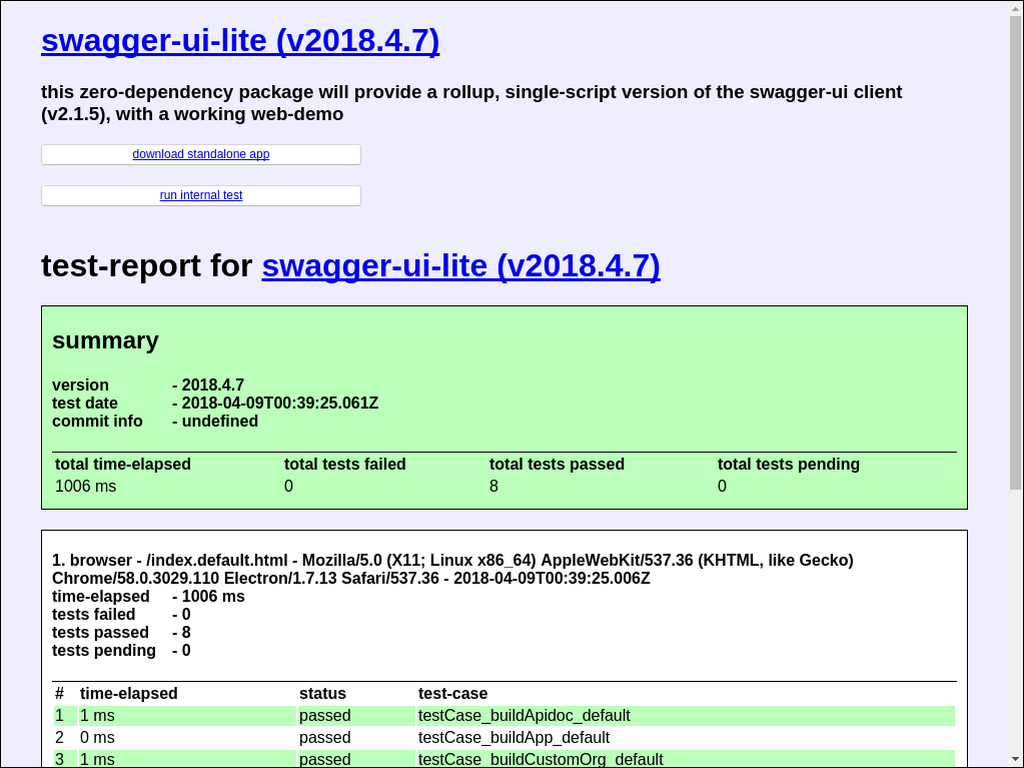 swagger-ui-lite (v2018.4.7)
this zero-dependency package will provide a rollup, single-script version of the swagger-ui client
(v2.1.5), with a working web-demo
download standalone app
run internal test
test-report for swagger-ui-lite (v2018.4.7)
summary
version - 2018.4.7
test date - 2018-04-09T00:39:25.061Z
commit info - undefined
total time-elapsed total tests failed total tests passed total tests pending
1006 ms 0 8 0
1. browser - /index.default.html - Mozilla/5.0 (X11; Linux x86_64) AppleWebKit/537.36 (KHTML, like Gecko)
Chrome/58.0.3029.110 Electron/1.7.13 Safari/537.36 - 2018-04-09T00:39:25.006Z
time-elapsed - 1006 ms
tests failed - 0
tests passed - 8
tests pending - 0
# time-elapsed status test-case
1 1 ms passed testCase_buildApidoc_default
2 0 ms passed testCase_buildApp_default
3 1 ms passed testCase_buildCustomOrg_default